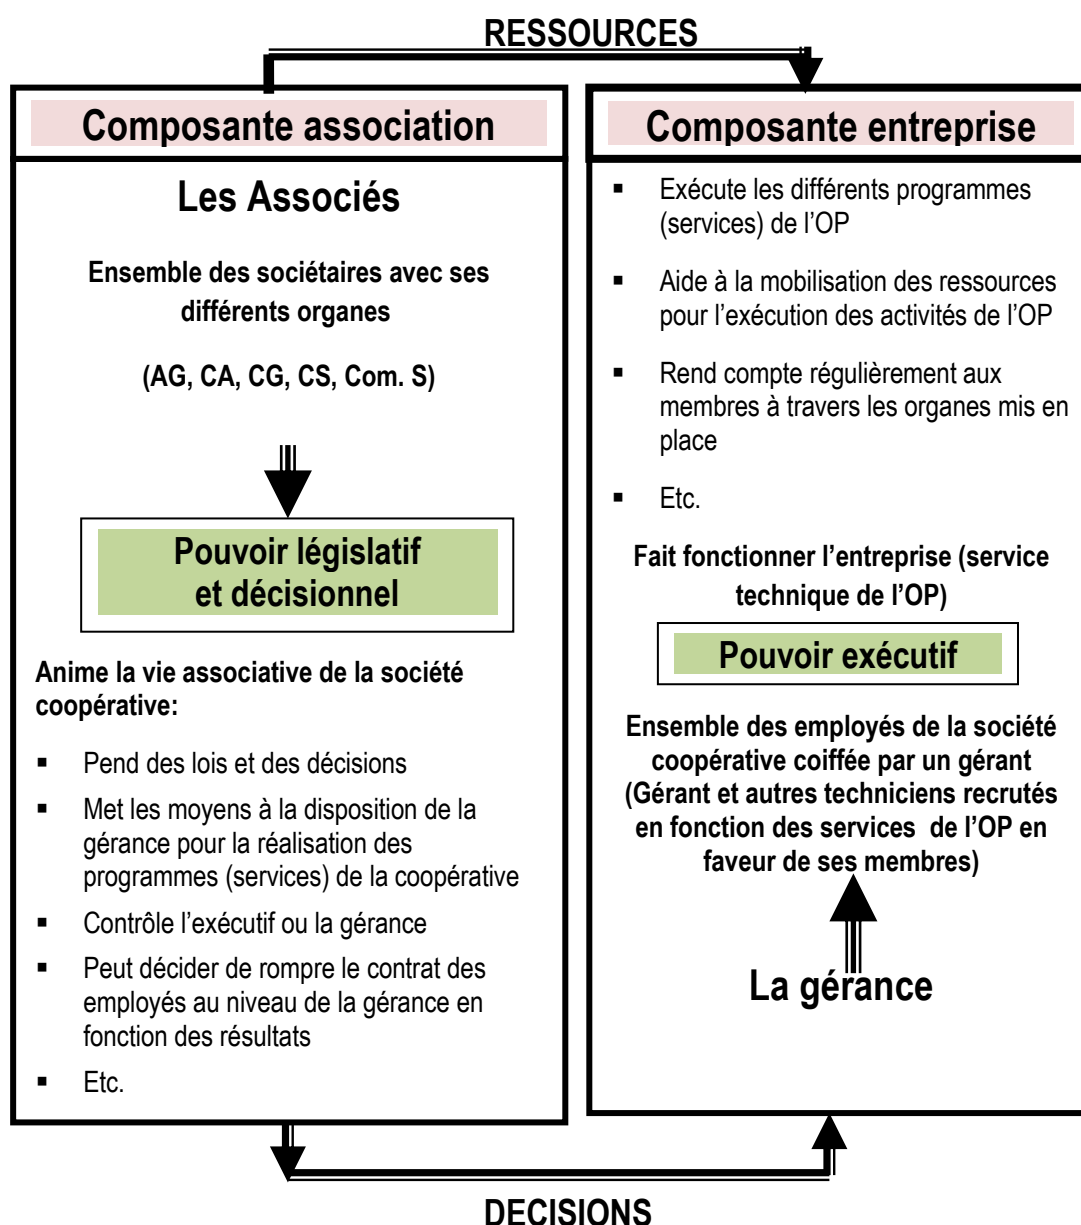 RESSOURCES
Composante association
Les Associés
Ensemble des sociétaires avec ses
différents organes
(AG, CA, CG, CS, Com. S)
Pouvoir législatif
et décisionnel
Anime la vie associative de la société
coopérative:
▪ Pend des lois et des décisions
▪ Met les moyens à la disposition de la
gérance pour la réalisation des
programmes (services) de la coopérative
▪ Contrôle l’exécutif ou la gérance
▪ Peut décider de rompre le contrat des
employés au niveau de la gérance en
fonction des résultats
▪ Etc.
Composante entreprise
▪ Exécute les différents programmes
(services) de l’OP
▪ Aide à la mobilisation des ressources
pour l’exécution des activités de l’OP
▪ Rend compte régulièrement aux
membres à travers les organes mis en
place
▪ Etc.
Fait fonctionner l’entreprise (service
technique de l’OP)
Pouvoir exécutif
Ensemble des employés de la société
coopérative coiffée par un gérant
(Gérant et autres techniciens recrutés
en fonction des services de l’OP en
faveur de ses membres)
La gérance
DECISIONS